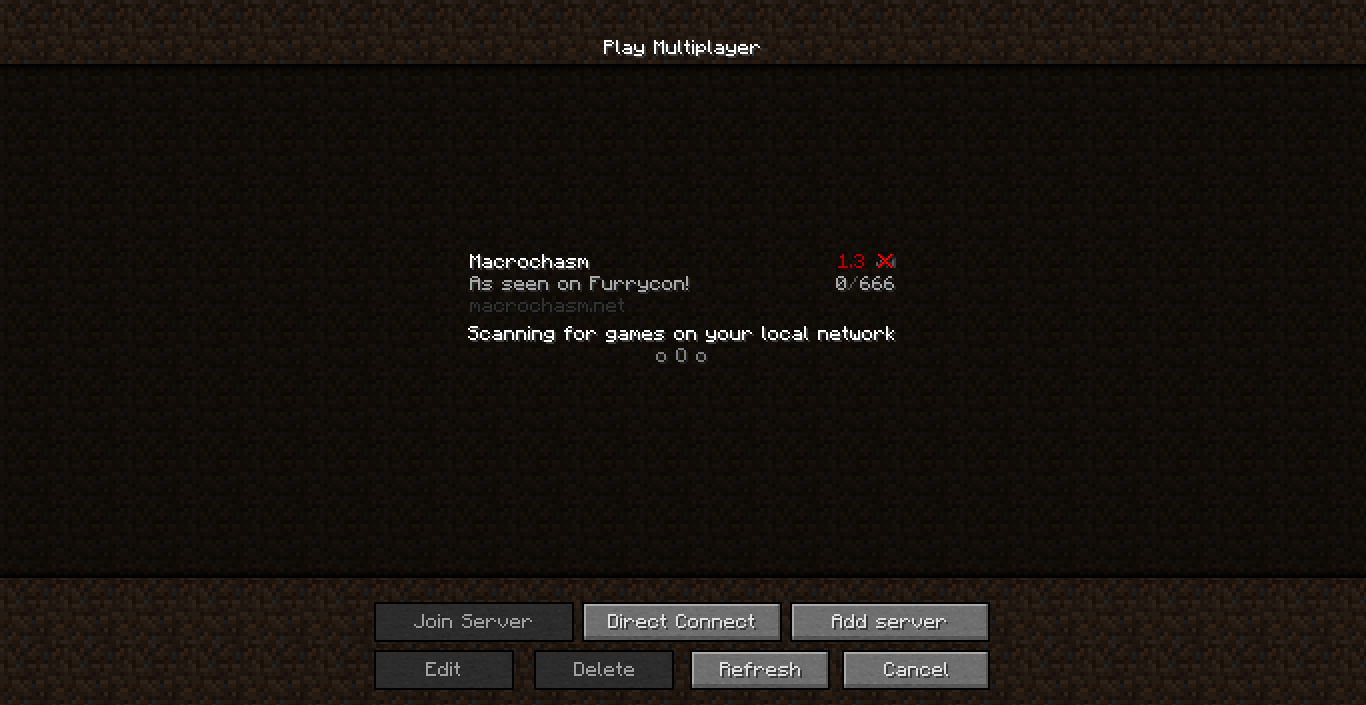 Play Multiplayer
Macrochasm 1.3
As seen on Furrycon! 0/666
macrochasm.net
Scanning for games on your local network
o O o
Join Server Direct Connect Add server
Edit Delete Refresh Cancel